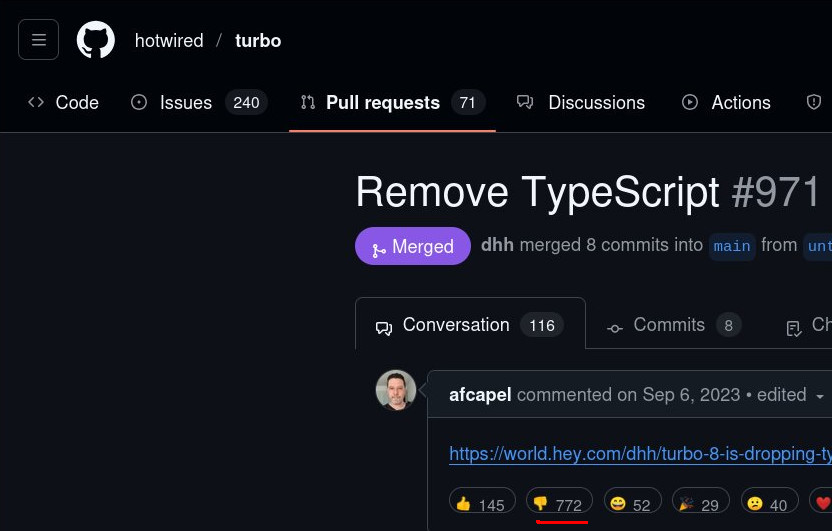 hotwired / turbo
Code Issues 240 Pull requests 71 Discussions Actions
Remove TypeScript #971
Merged dhh merged 8 commits into main from unt
Conversation 116 Commits 8 Ch
afcapel commented on Sep 6, 2023 • edited
https://world.hey.com/dhh/turbo-8-is-dropping-ty
👍 145 👎 772 😄 52 🎉 29 😕 40 ❤️